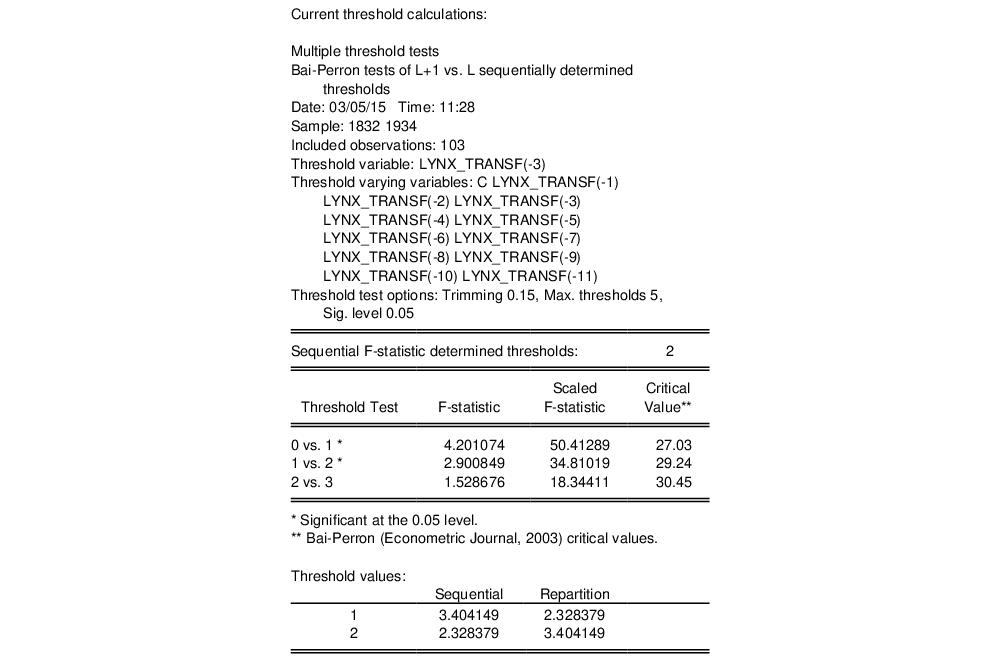 Current threshold calculations:
Multiple threshold tests
Bai-Perron tests of L+1 vs. L sequentially determined
thresholds
Date: 03/05/15 Time: 11:28
Sample: 1832 1934
Included observations: 103
Threshold variable: LYNX_TRANSF(-3)
Threshold varying variables: C LYNX_TRANSF(-1)
LYNX_TRANSF(-2) LYNX_TRANSF(-3)
LYNX_TRANSF(-4) LYNX_TRANSF(-5)
LYNX_TRANSF(-6) LYNX_TRANSF(-7)
LYNX_TRANSF(-8) LYNX_TRANSF(-9)
LYNX_TRANSF(-10) LYNX_TRANSF(-11)
Threshold test options: Trimming 0.15, Max. thresholds 5,
Sig. level 0.05
Sequential F-statistic determined thresholds: 2
Scaled Critical
Threshold Test F-statistic F-statistic Value**
0 vs. 1 * 4.201074 50.41289 27.03
1 vs. 2 * 2.900849 34.81019 29.24
2 vs. 3 1.528676 18.34411 30.45
* Significant at the 0.05 level.
** Bai-Perron (Econometric Journal, 2003) critical values.
Threshold values:
Sequential Repartition
1 3.404149 2.328379
2 2.328379 3.404149